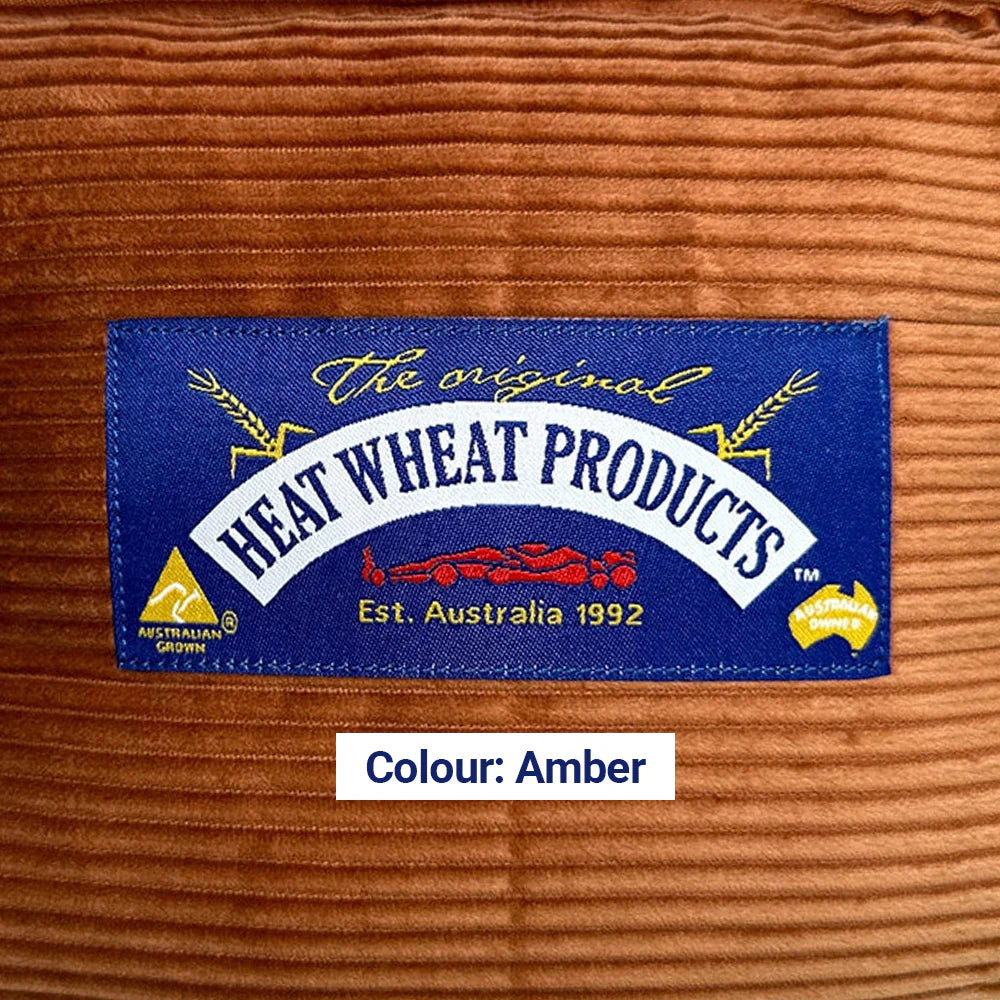 The original
HEAT WHEAT PRODUCTS
TM
Est. Australia 1992
AUSTRALIAN ®
GROWN
AUSTRALIAN
OWNED
Colour: Amber